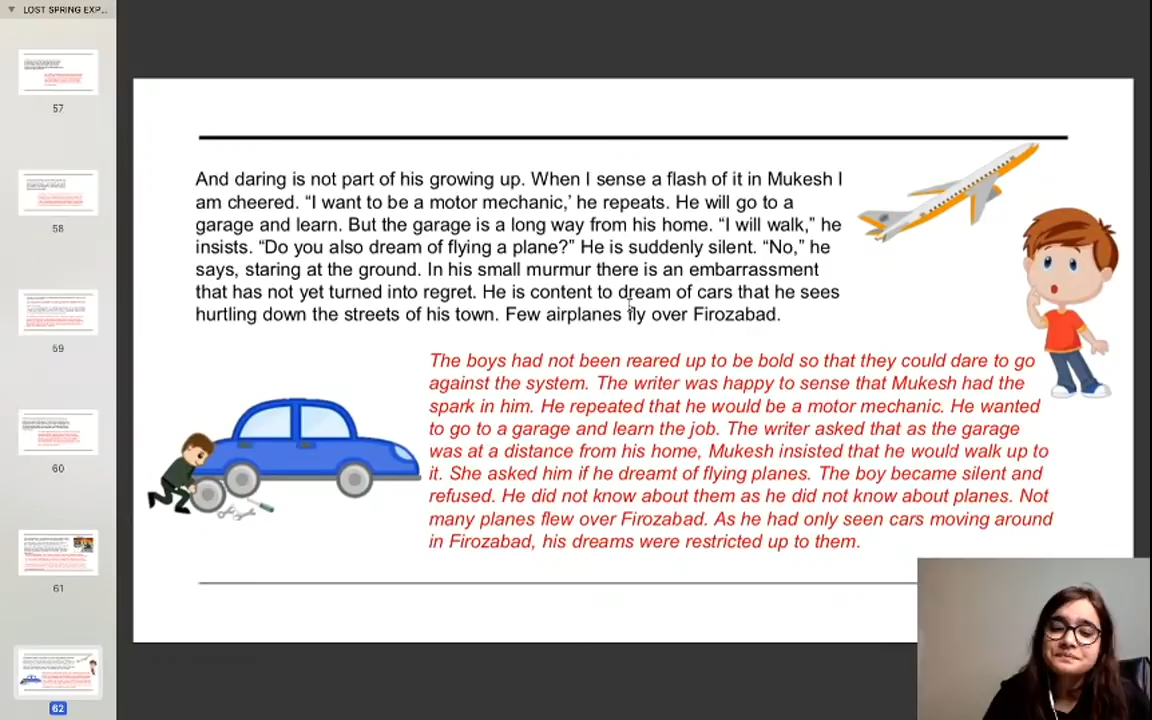 LOST SPRING EXP...
57
58
59
60
61
62
And daring is not part of his growing up. When I sense a flash of it in Mukesh I
am cheered. “I want to be a motor mechanic,’ he repeats. He will go to a
garage and learn. But the garage is a long way from his home. “I will walk,” he
insists. “Do you also dream of flying a plane?” He is suddenly silent. “No,” he
says, staring at the ground. In his small murmur there is an embarrassment
that has not yet turned into regret. He is content to dream of cars that he sees
hurtling down the streets of his town. Few airplanes fly over Firozabad.
The boys had not been reared up to be bold so that they could dare to go
against the system. The writer was happy to sense that Mukesh had the
spark in him. He repeated that he would be a motor mechanic. He wanted
to go to a garage and learn the job. The writer asked that as the garage
was at a distance from his home, Mukesh insisted that he would walk up to
it. She asked him if he dreamt of flying planes. The boy became silent and
refused. He did not know about them as he did not know about planes. Not
many planes flew over Firozabad. As he had only seen cars moving around
in Firozabad, his dreams were restricted up to them.